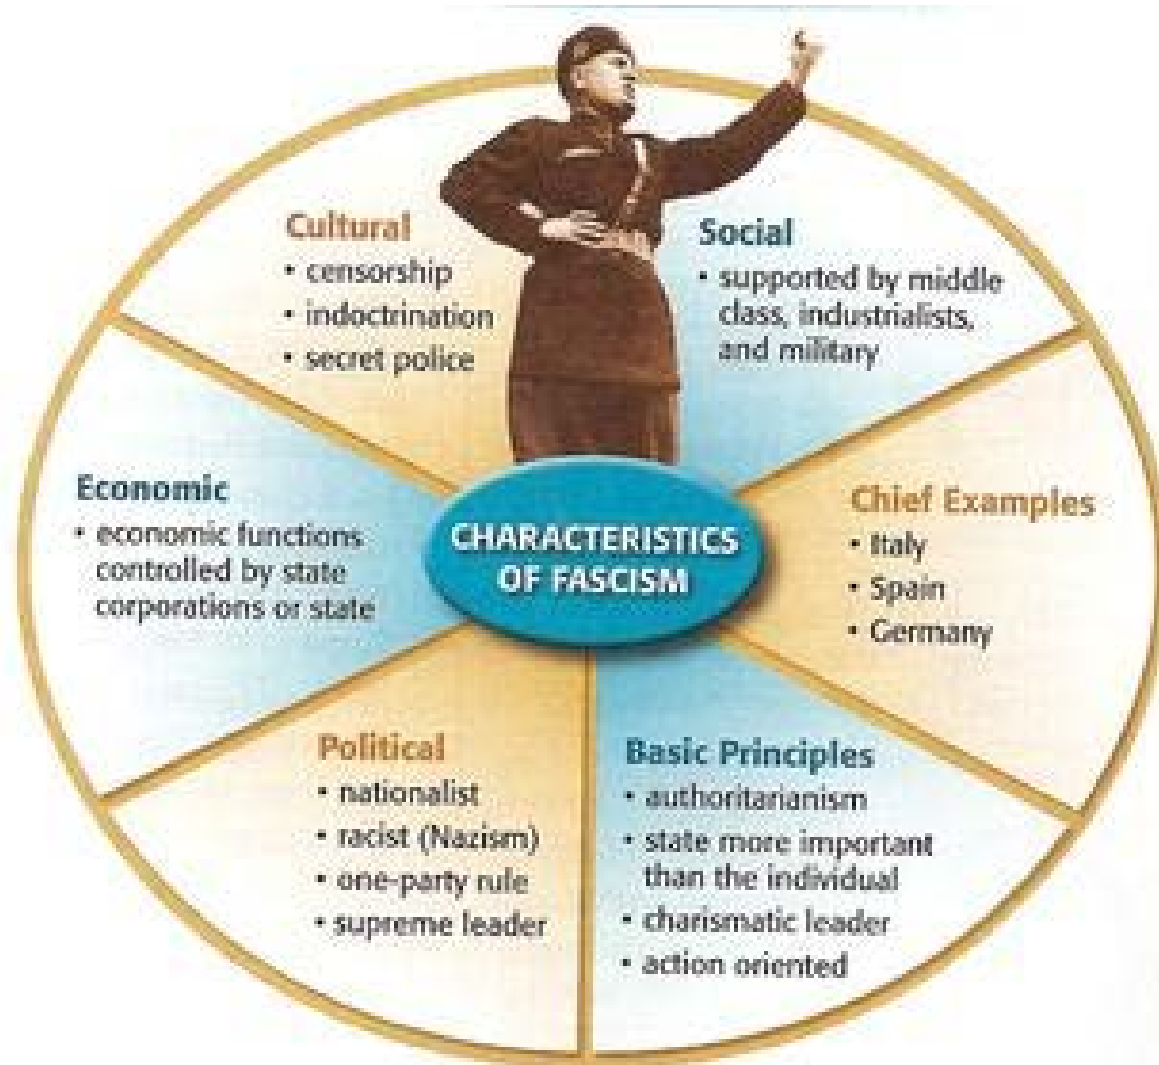 Cultural
• censorship
• indoctrination
• secret police
Social
• supported by middle
class, industrialists,
and military
Economic
• economic functions
controlled by state
corporations or state
CHARACTERISTICS
OF FASCISM
Chief Examples
• Italy
• Spain
• Germany
Political
• nationalist
• racist (Nazism)
• one-party rule
• supreme leader
Basic Principles
• authoritarianism
• state more important
than the individual
• charismatic leader
• action oriented